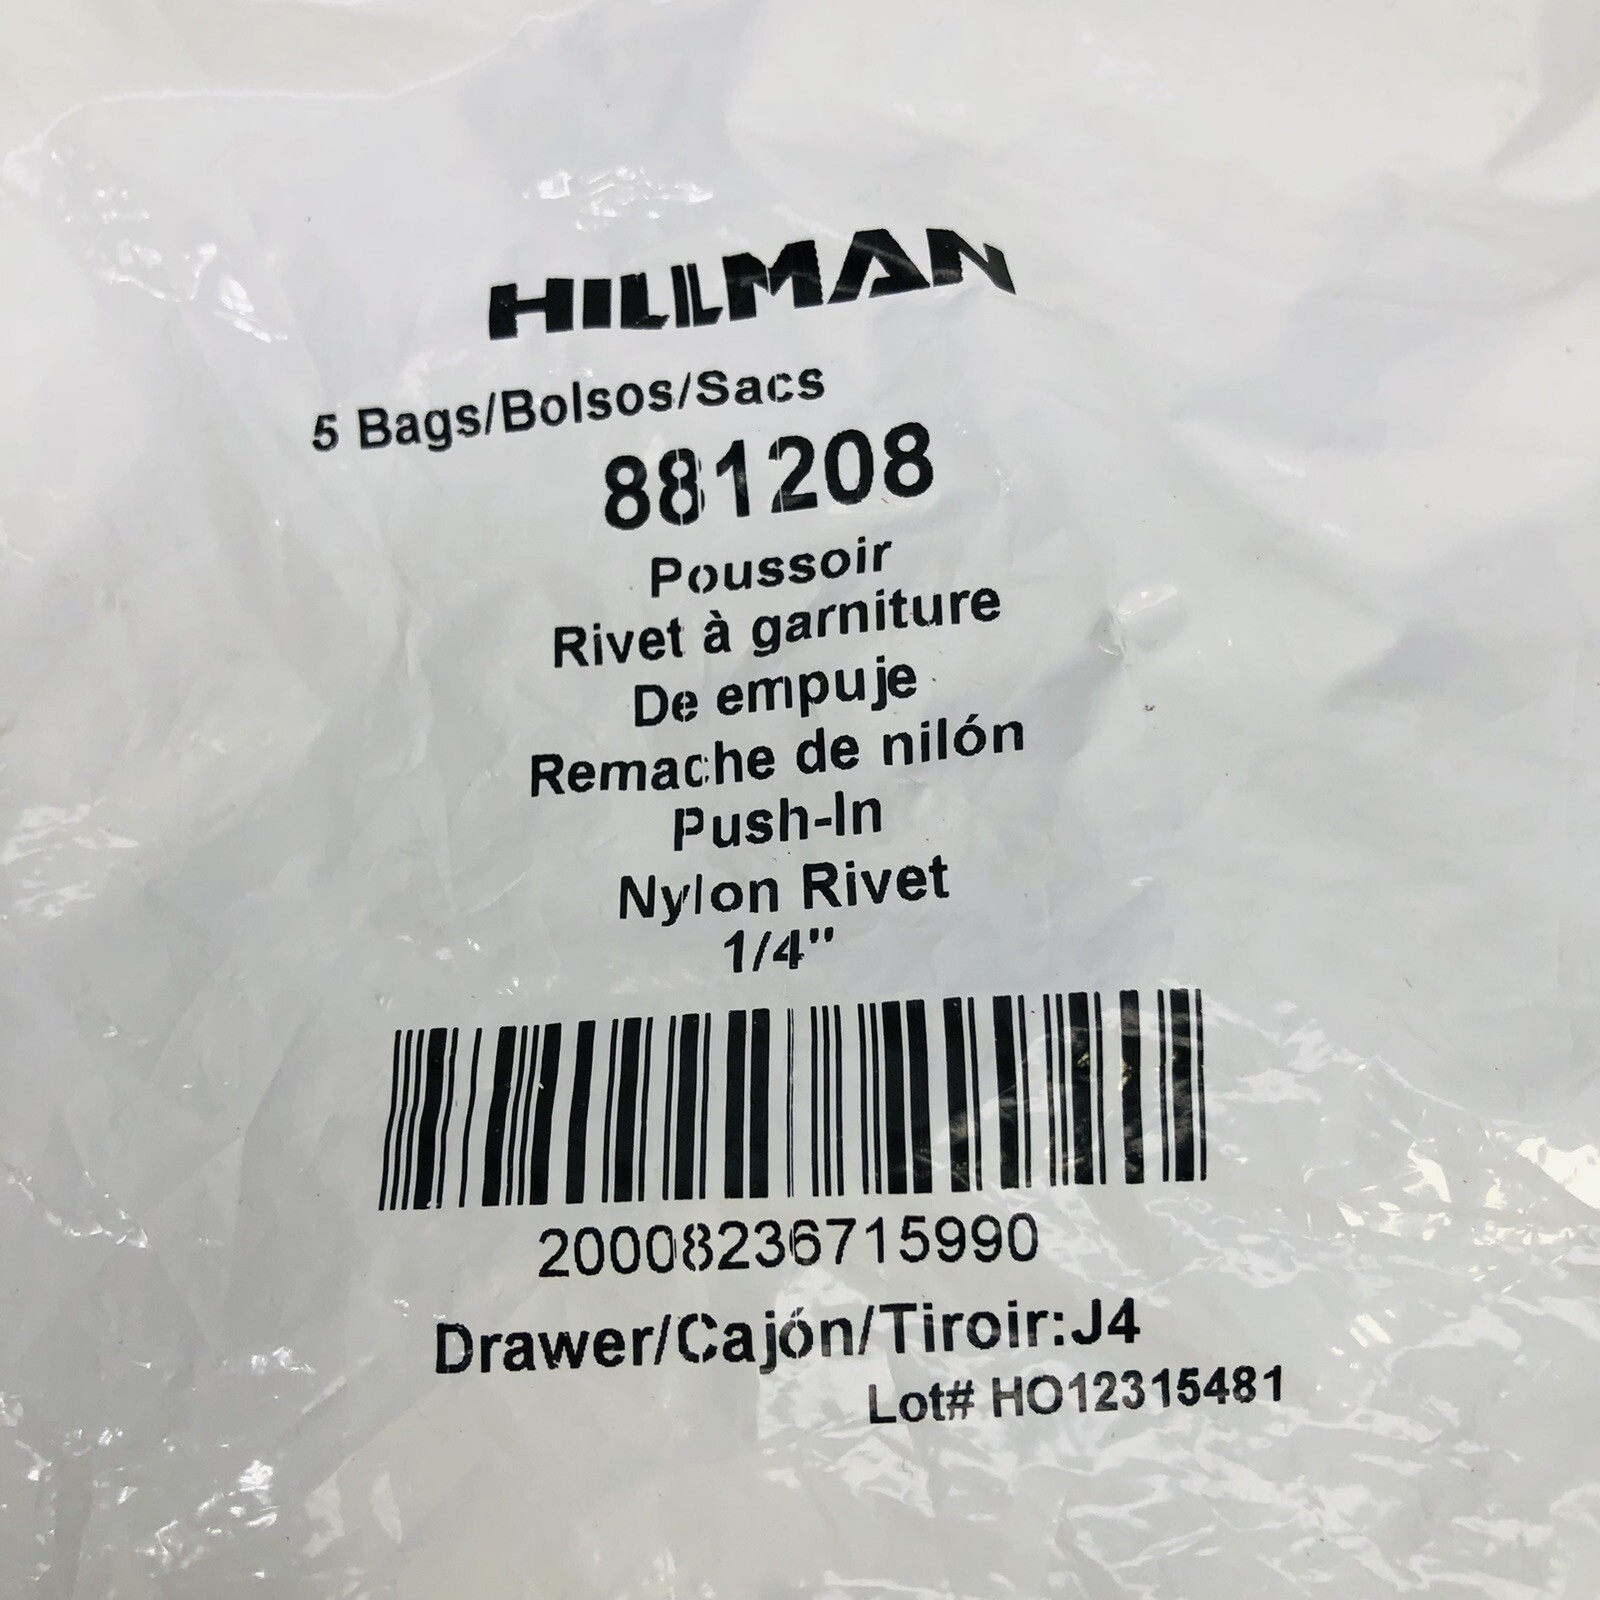 HILLMAN
5 Bags/Bolsos/Sacs
881208
Poussoir
Rivet à garniture
De empuje
Remache de nilón
Push-In
Nylon Rivet
1/4"
20008236715990
Drawer/Cajón/Tiroir:J4
Lot# HO12315481